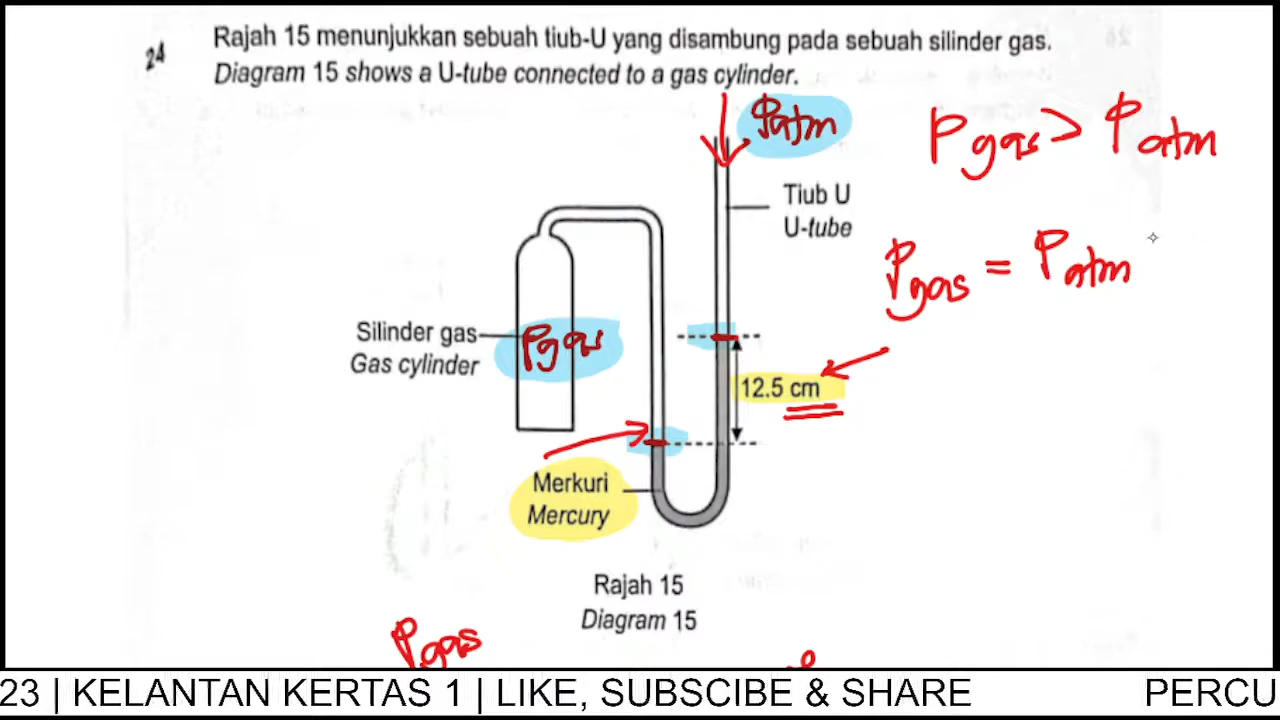 24
Rajah 15 menunjukkan sebuah tiub-U yang disambung pada sebuah silinder gas.
Diagram 15 shows a U-tube connected to a gas cylinder.
Patm
Pgas > Patm
Tiub U
U-tube
Pgas = Patm
Silinder gas
Gas cylinder
Pgas
12.5 cm
Merkuri
Mercury
Rajah 15
Diagram 15
Pgas
23 | KELANTAN KERTAS 1 | LIKE, SUBSCIBE & SHARE PERCU